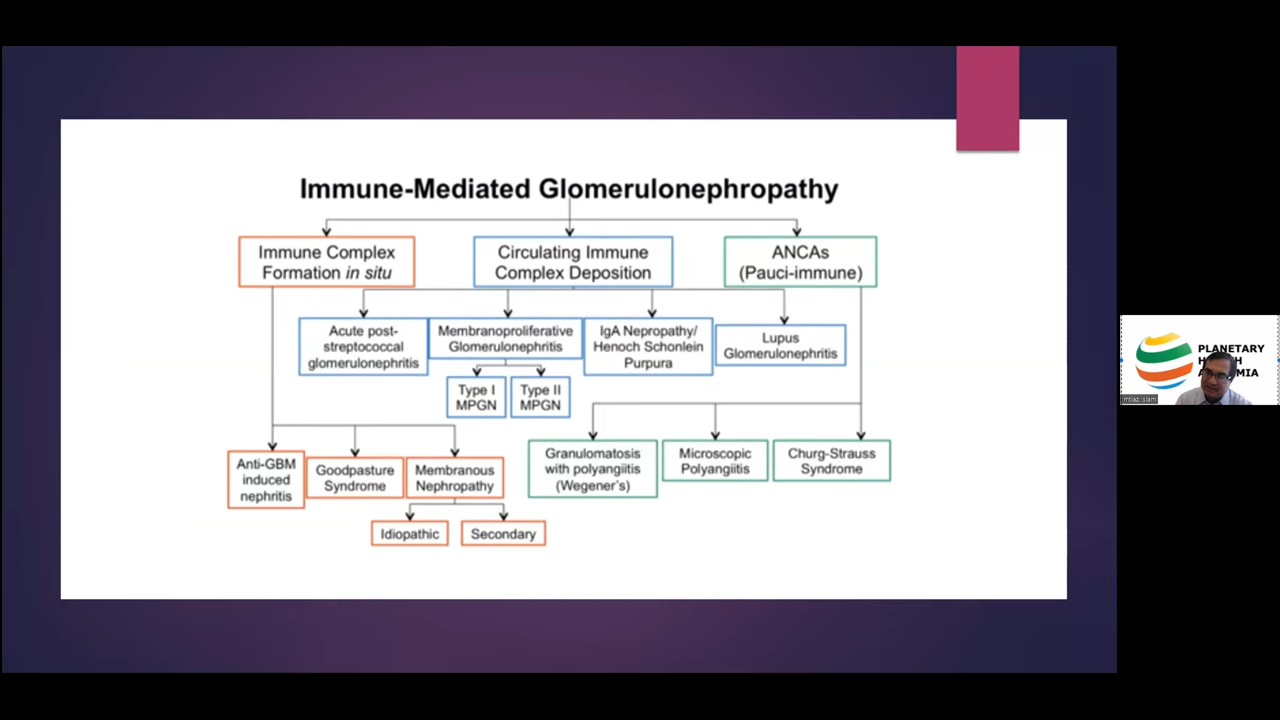 Immune-Mediated Glomerulonephropathy
Immune Complex
Formation in situ
Circulating Immune
Complex Deposition
ANCAs
(Pauci-immune)
Acute post-
streptococcal
glomerulonephritis
Membranoproliferative
Glomerulonephritis
IgA Nepropathy/
Henoch Schonlein
Purpura
Lupus
Glomerulonephritis
Type I
MPGN
Type II
MPGN
Anti-GBM
induced
nephritis
Goodpasture
Syndrome
Membranous
Nephropathy
Granulomatosis
with polyangiitis
(Wegener's)
Microscopic
Polyangiitis
Churg-Strauss
Syndrome
Idiopathic
Secondary
PLANETARY